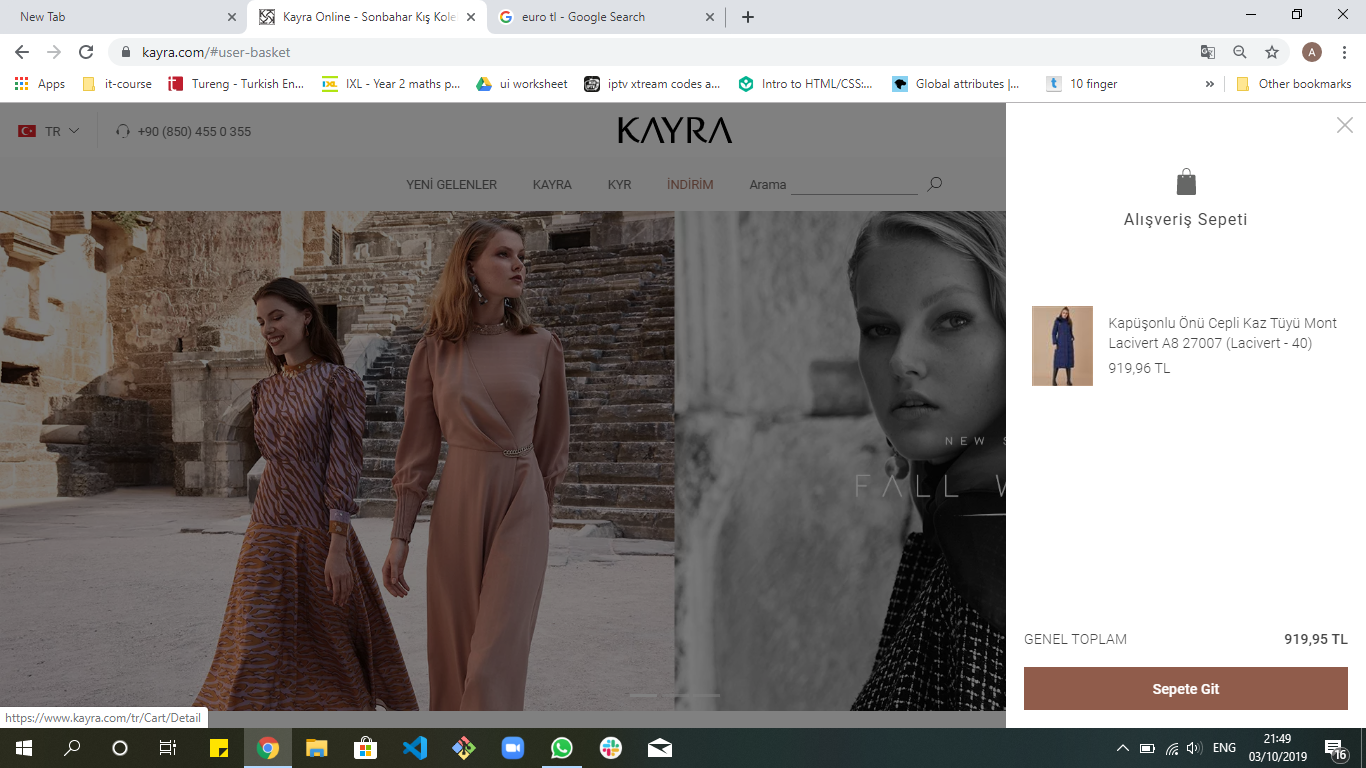 New Tab
Kayra Online - Sonbahar Kış Kole
euro tl - Google Search
kayra.com/#user-basket
A
Apps
it-course
Tureng - Turkish En...
IXL - Year 2 maths p...
ui worksheet
iptv xtream codes a...
Intro to HTML/CSS:...
Global attributes |...
10 finger
»
Other bookmarks
TR
+90 (850) 455 0 355
KAYRA
YENİ GELENLER
KAYRA
KYR
İNDİRİM
Arama
Alışveriş Sepeti
Kapüşonlu Önü Cepli Kaz Tüyü Mont
Lacivert A8 27007 (Lacivert - 40)
919,96 TL
NEW S
FALL W
GENEL TOPLAM
919,95 TL
Sepete Git
https://www.kayra.com/tr/Cart/Detail
ENG
21:49
03/10/2019
16